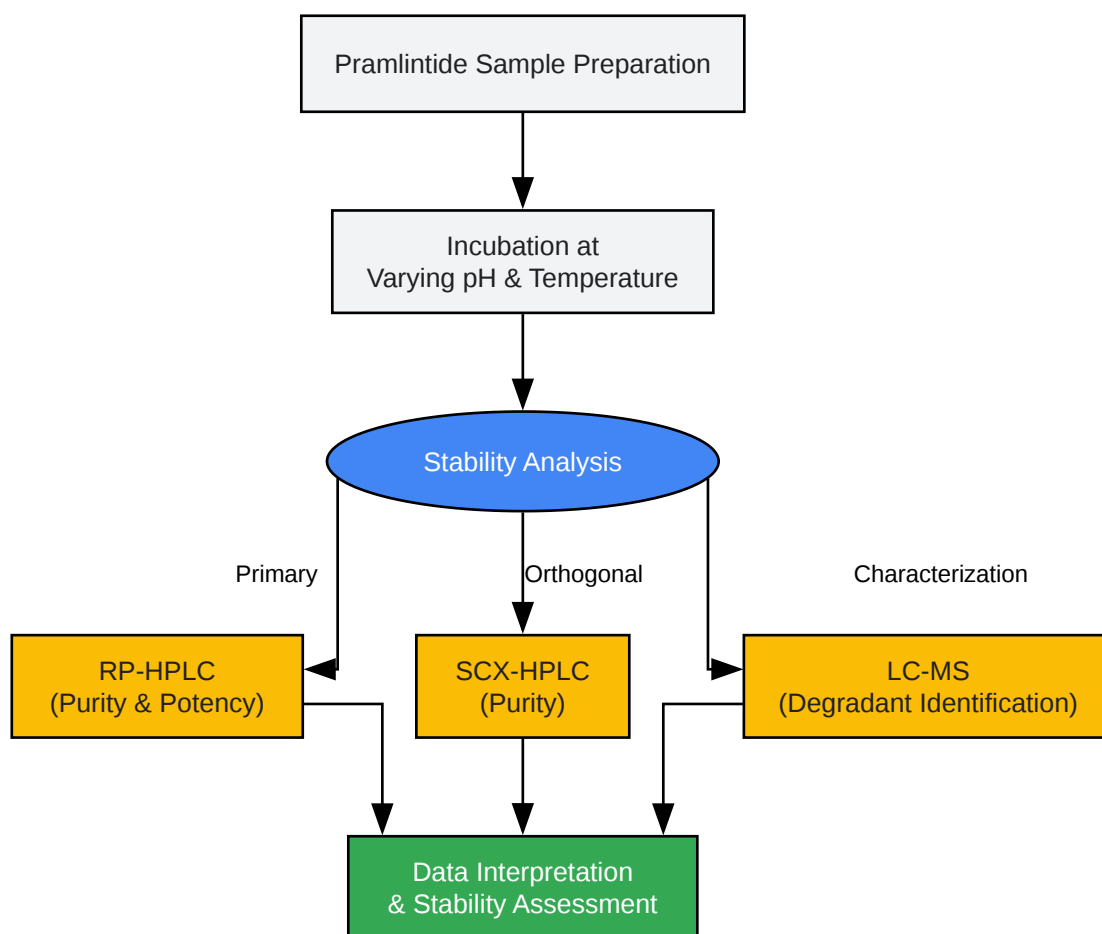 Pramlintide Sample Preparation
Incubation at
Varying pH & Temperature
Stability Analysis
Primary
Orthogonal
Characterization
RP-HPLC
(Purity & Potency)
SCX-HPLC
(Purity)
LC-MS
(Degradant Identification)
Data Interpretation
& Stability Assessment